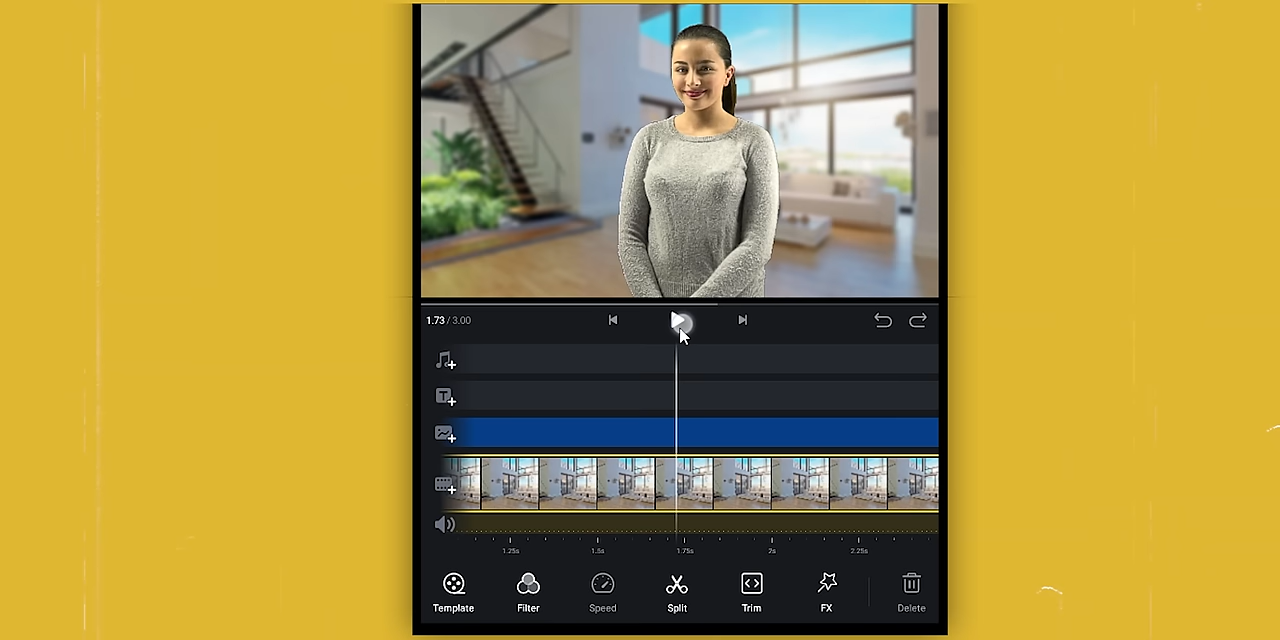 1.73 / 3.00
T
1.25s 1.5s 1.75s 2s 2.25s
Template Filter Speed Split Trim FX Delete